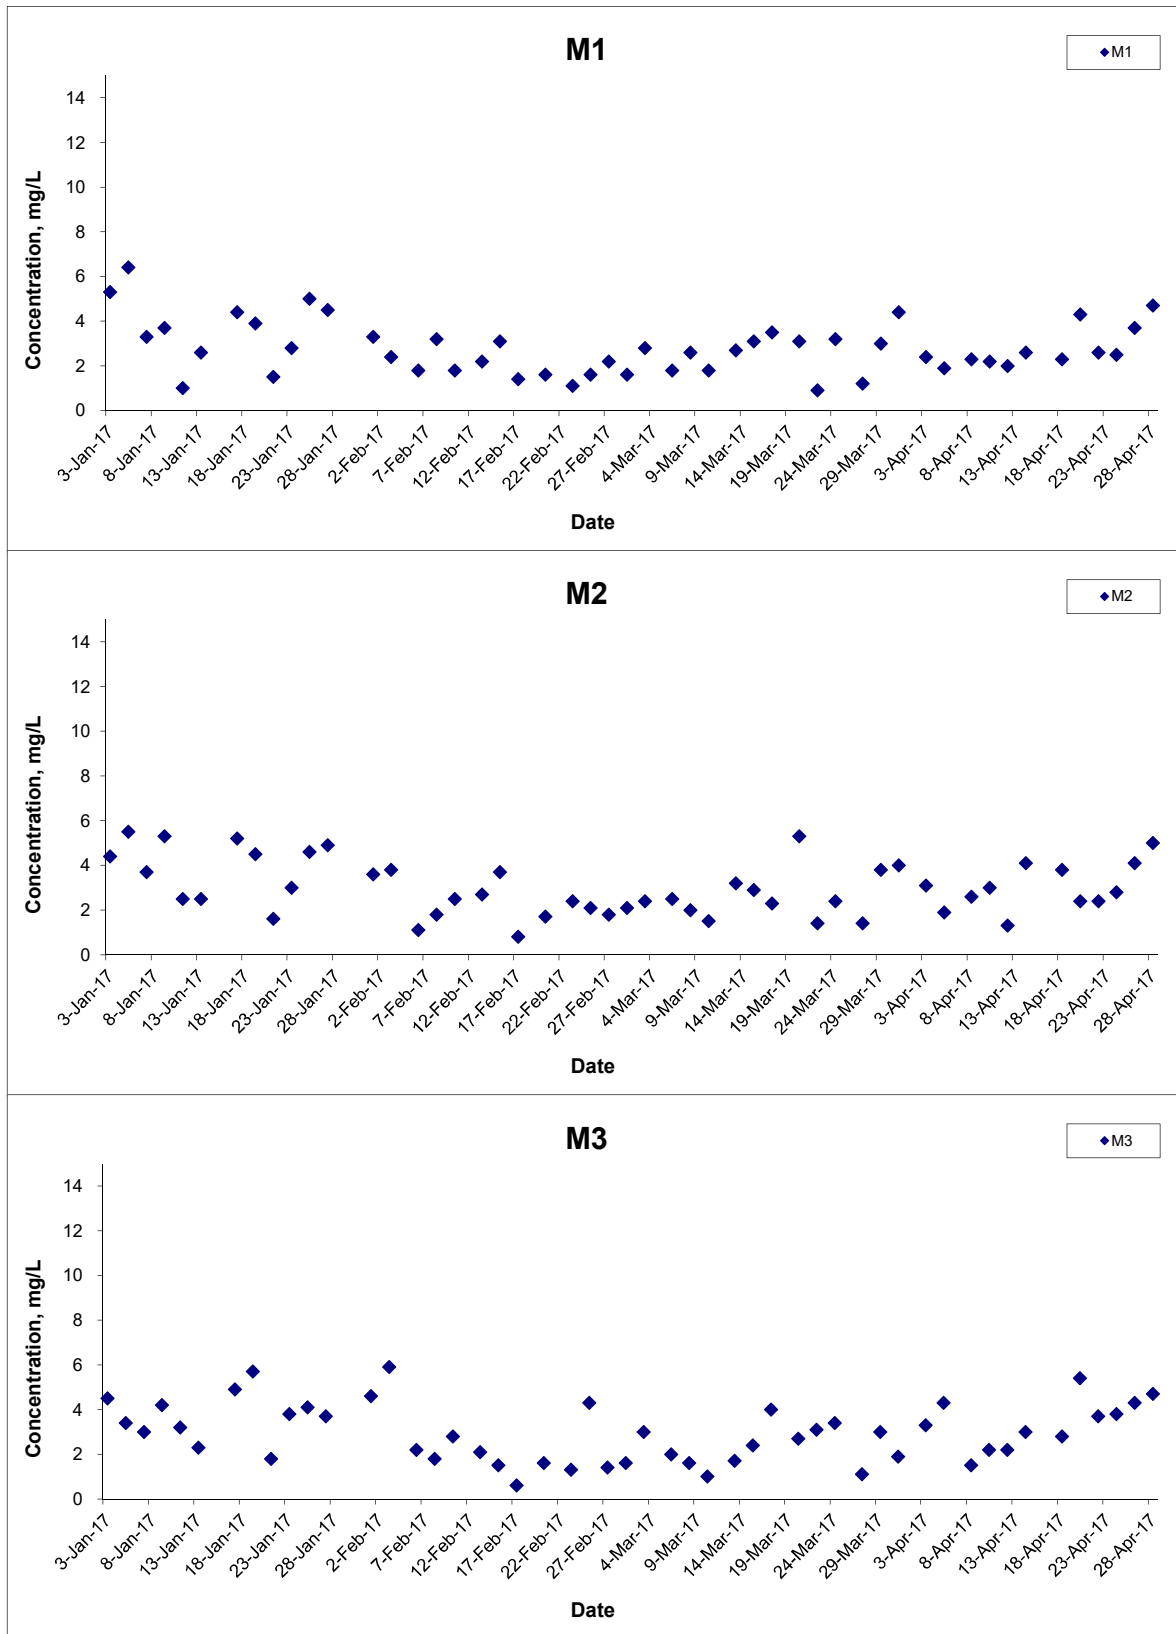 M1
M1
Concentration, mg/L
14
12
10
8
6
4
2
0
3-Jan-17
8-Jan-17
13-Jan-17
18-Jan-17
23-Jan-17
28-Jan-17
2-Feb-17
7-Feb-17
12-Feb-17
17-Feb-17
22-Feb-17
27-Feb-17
4-Mar-17
9-Mar-17
14-Mar-17
19-Mar-17
24-Mar-17
29-Mar-17
3-Apr-17
8-Apr-17
13-Apr-17
18-Apr-17
23-Apr-17
28-Apr-17
Date
M2
M2
Concentration, mg/L
14
12
10
8
6
4
2
0
3-Jan-17
8-Jan-17
13-Jan-17
18-Jan-17
23-Jan-17
28-Jan-17
2-Feb-17
7-Feb-17
12-Feb-17
17-Feb-17
22-Feb-17
27-Feb-17
4-Mar-17
9-Mar-17
14-Mar-17
19-Mar-17
24-Mar-17
29-Mar-17
3-Apr-17
8-Apr-17
13-Apr-17
18-Apr-17
23-Apr-17
28-Apr-17
Date
M3
M3
Concentration, mg/L
14
12
10
8
6
4
2
0
3-Jan-17
8-Jan-17
13-Jan-17
18-Jan-17
23-Jan-17
28-Jan-17
2-Feb-17
7-Feb-17
12-Feb-17
17-Feb-17
22-Feb-17
27-Feb-17
4-Mar-17
9-Mar-17
14-Mar-17
19-Mar-17
24-Mar-17
29-Mar-17
3-Apr-17
8-Apr-17
13-Apr-17
18-Apr-17
23-Apr-17
28-Apr-17
Date